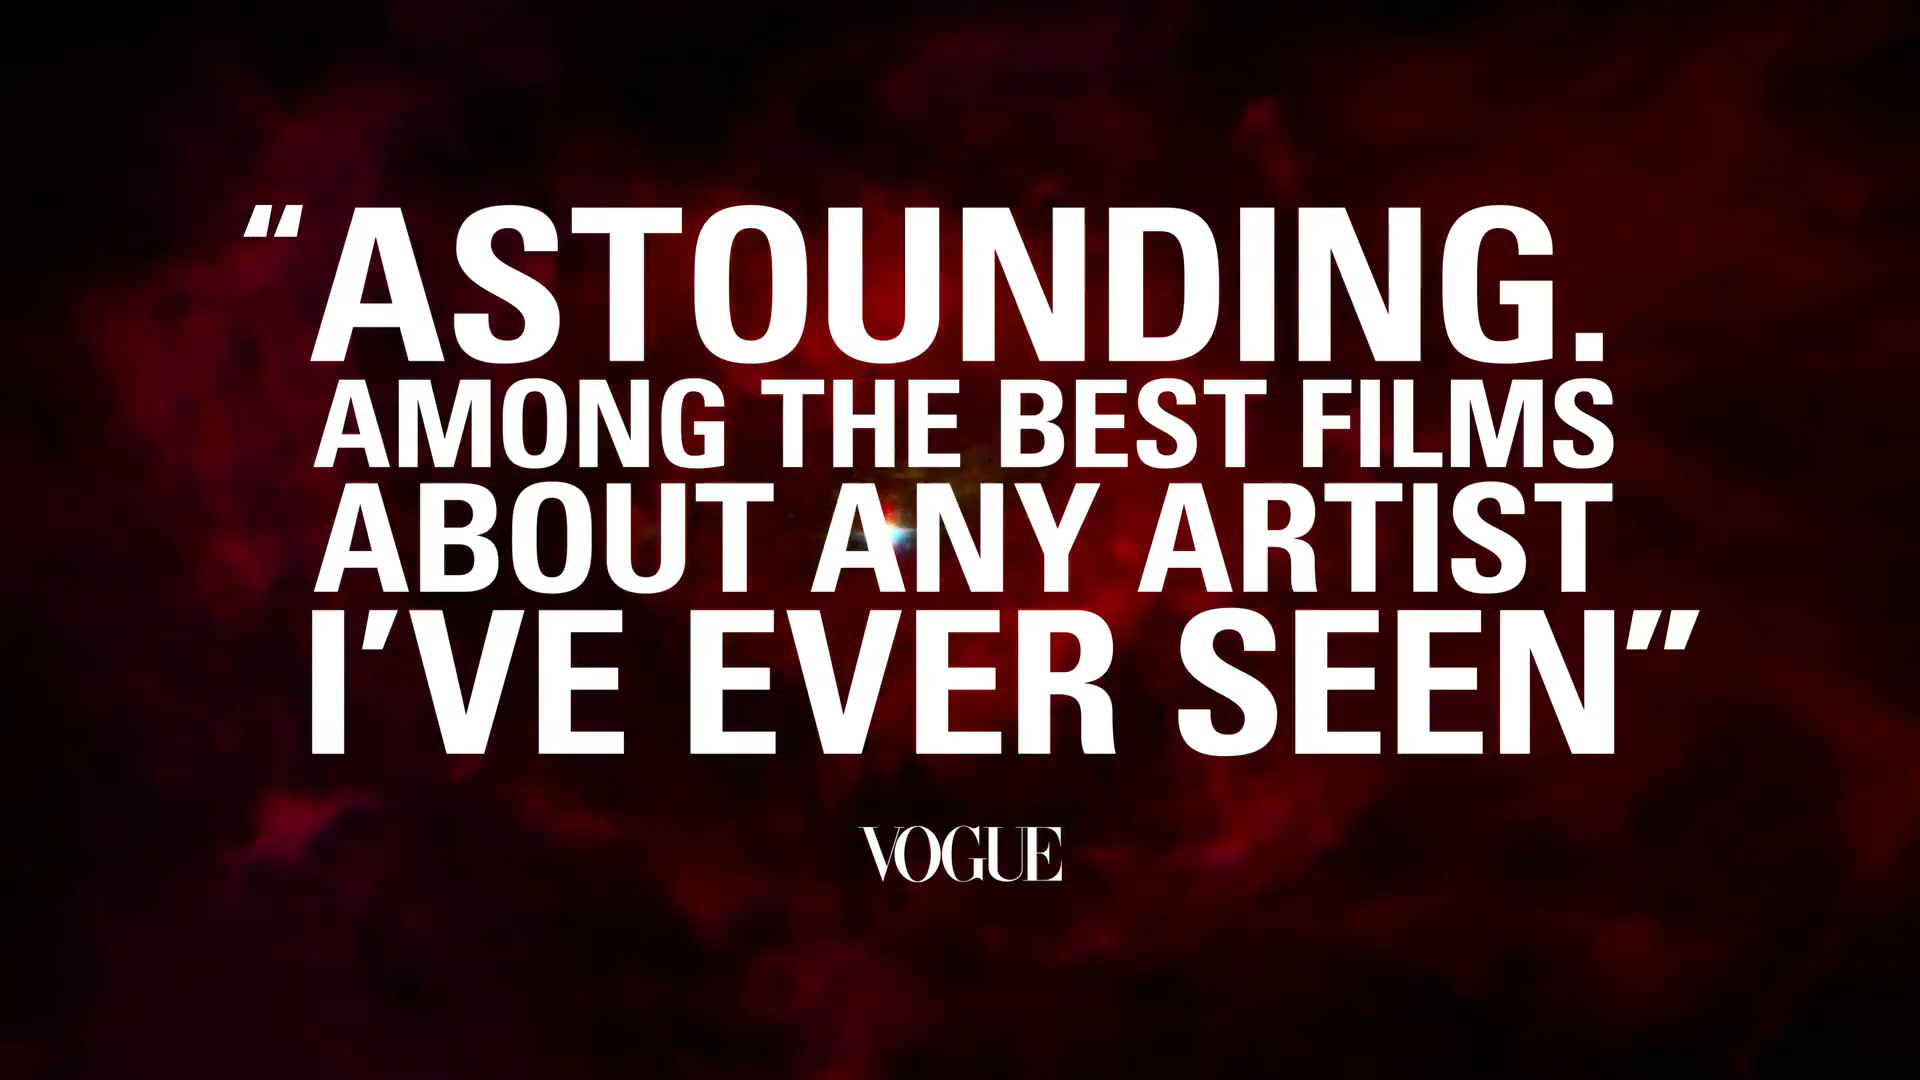 “ASTOUNDING.
AMONG THE BEST FILMS
ABOUT ANY ARTIST
I’VE EVER SEEN”
VOGUE